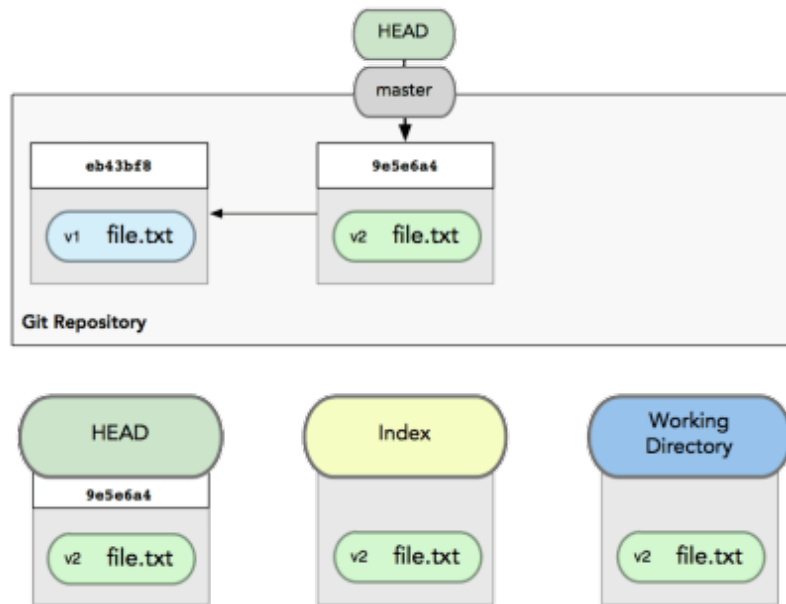 HEAD
master
eb43bf8
9e5e6a4
v1 file.txt
v2 file.txt
Git Repository
HEAD
Index
Working
Directory
9e5e6a4
v2 file.txt
v2 file.txt
v2 file.txt